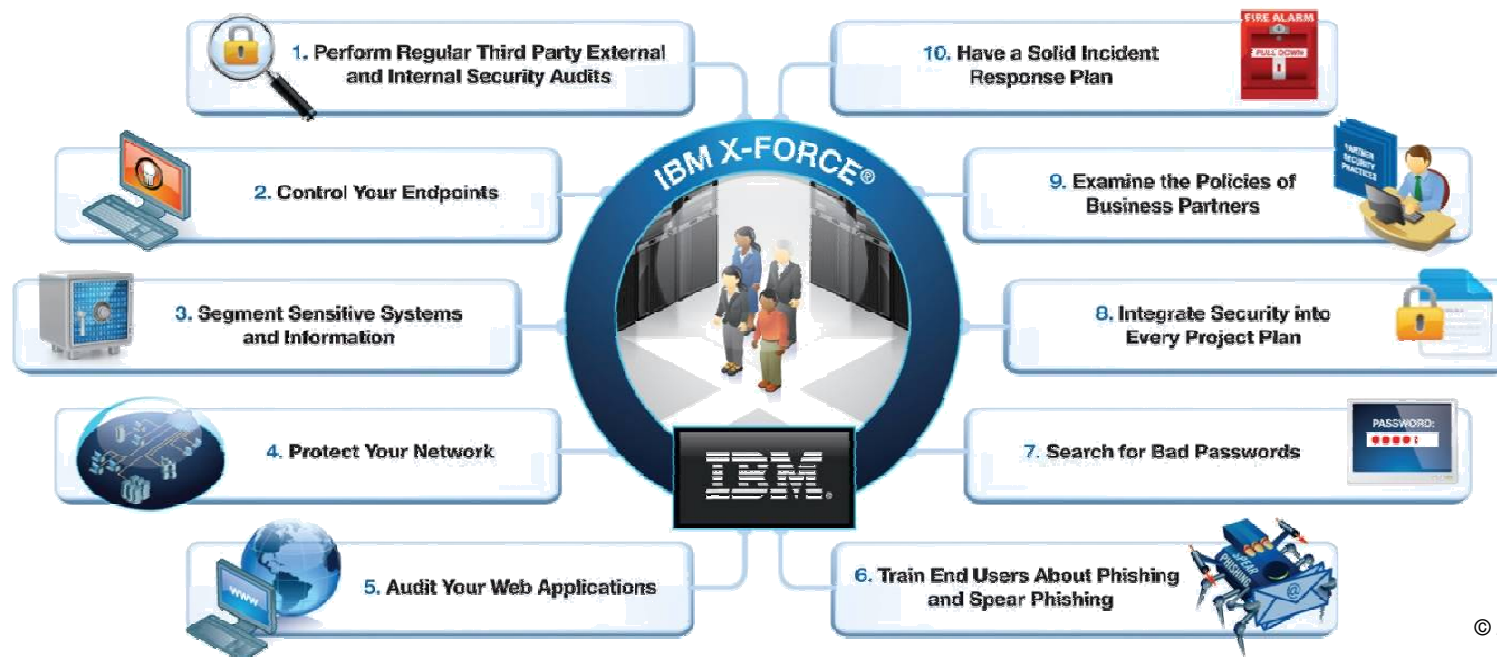 1. Perform Regular Third Party External
and Internal Security Audits
2. Control Your Endpoints
3. Segment Sensitive Systems
and Information
4. Protect Your Network
5. Audit Your Web Applications
WWW
IBM X-FORCE®
IBM®
10. Have a Solid Incident
Response Plan
FIRE ALARM
PULL DOWN
9. Examine the Policies of
Business Partners
PARTNER
SECURITY
PRACTICES
8. Integrate Security into
Every Project Plan
7. Search for Bad Passwords
PASSWORD:
6. Train End Users About Phishing
and Spear Phishing
SPEAR
PHISHING
@
©